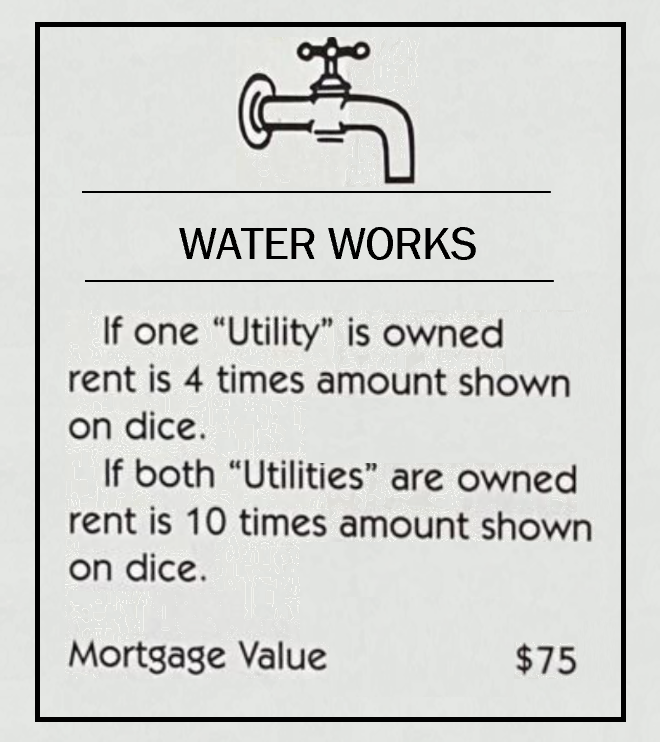 WATER WORKS
If one “Utility” is owned
rent is 4 times amount shown
on dice.
If both “Utilities” are owned
rent is 10 times amount shown
on dice.
Mortgage Value $75